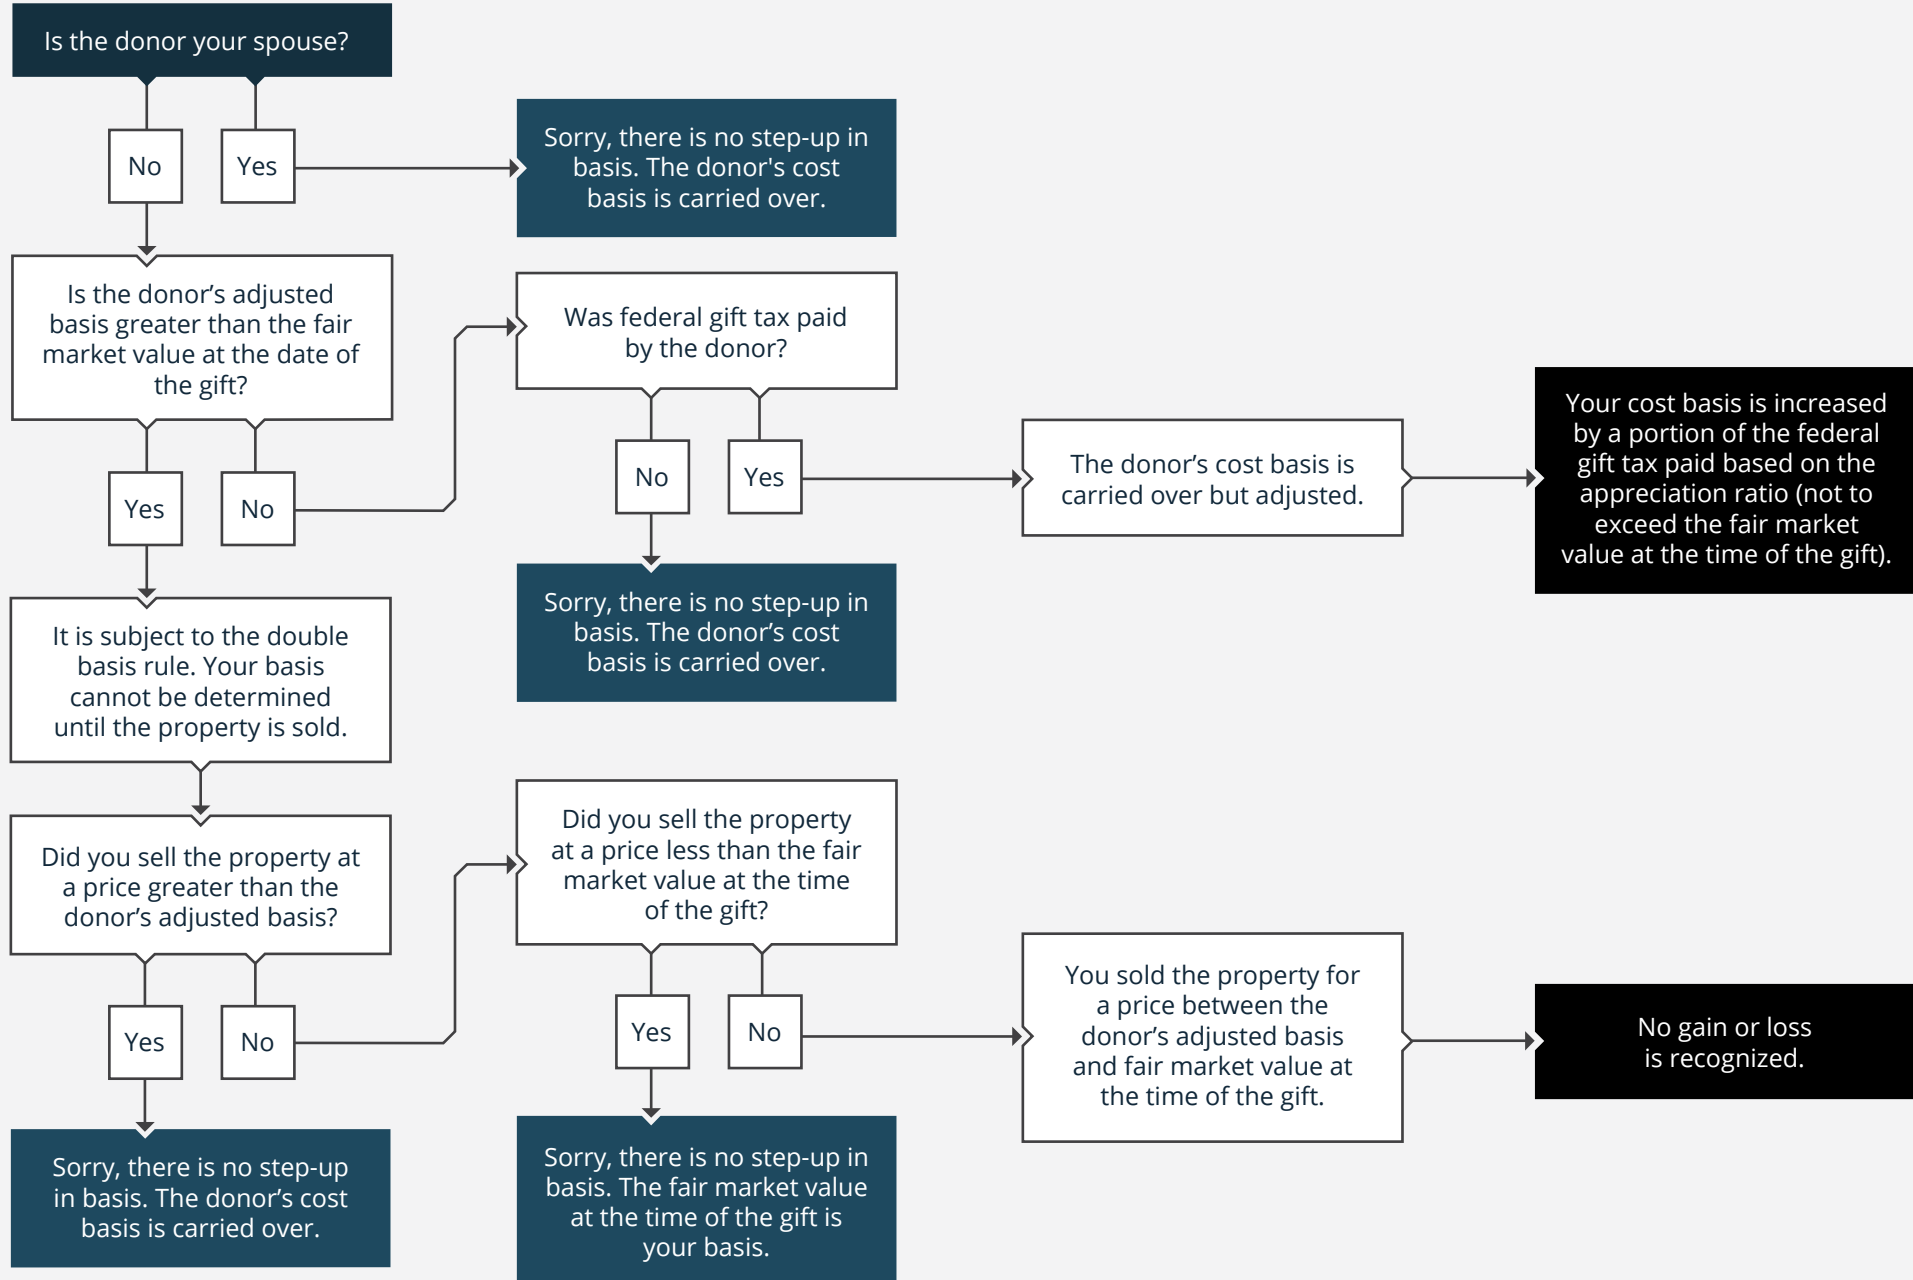 Is the donor your spouse?
No
Yes
Sorry, there is no step-up in
basis. The donor's cost
basis is carried over.
Is the donor’s adjusted
basis greater than the fair
market value at the date of
the gift?
Yes
No
Was federal gift tax paid
by the donor?
No
Yes
The donor’s cost basis is
carried over but adjusted.
Your cost basis is increased
by a portion of the federal
gift tax paid based on the
appreciation ratio (not to
exceed the fair market
value at the time of the gift).
Sorry, there is no step-up in
basis. The donor’s cost
basis is carried over.
It is subject to the double
basis rule. Your basis
cannot be determined
until the property is sold.
Did you sell the property at
a price greater than the
donor’s adjusted basis?
Yes
No
Did you sell the property
at a price less than the fair
market value at the time
of the gift?
Yes
No
You sold the property for
a price between the
donor’s adjusted basis
and fair market value at
the time of the gift.
No gain or loss
is recognized.
Sorry, there is no step-up
in basis. The donor’s cost
basis is carried over.
Sorry, there is no step-up in
basis. The fair market value
at the time of the gift is
your basis.